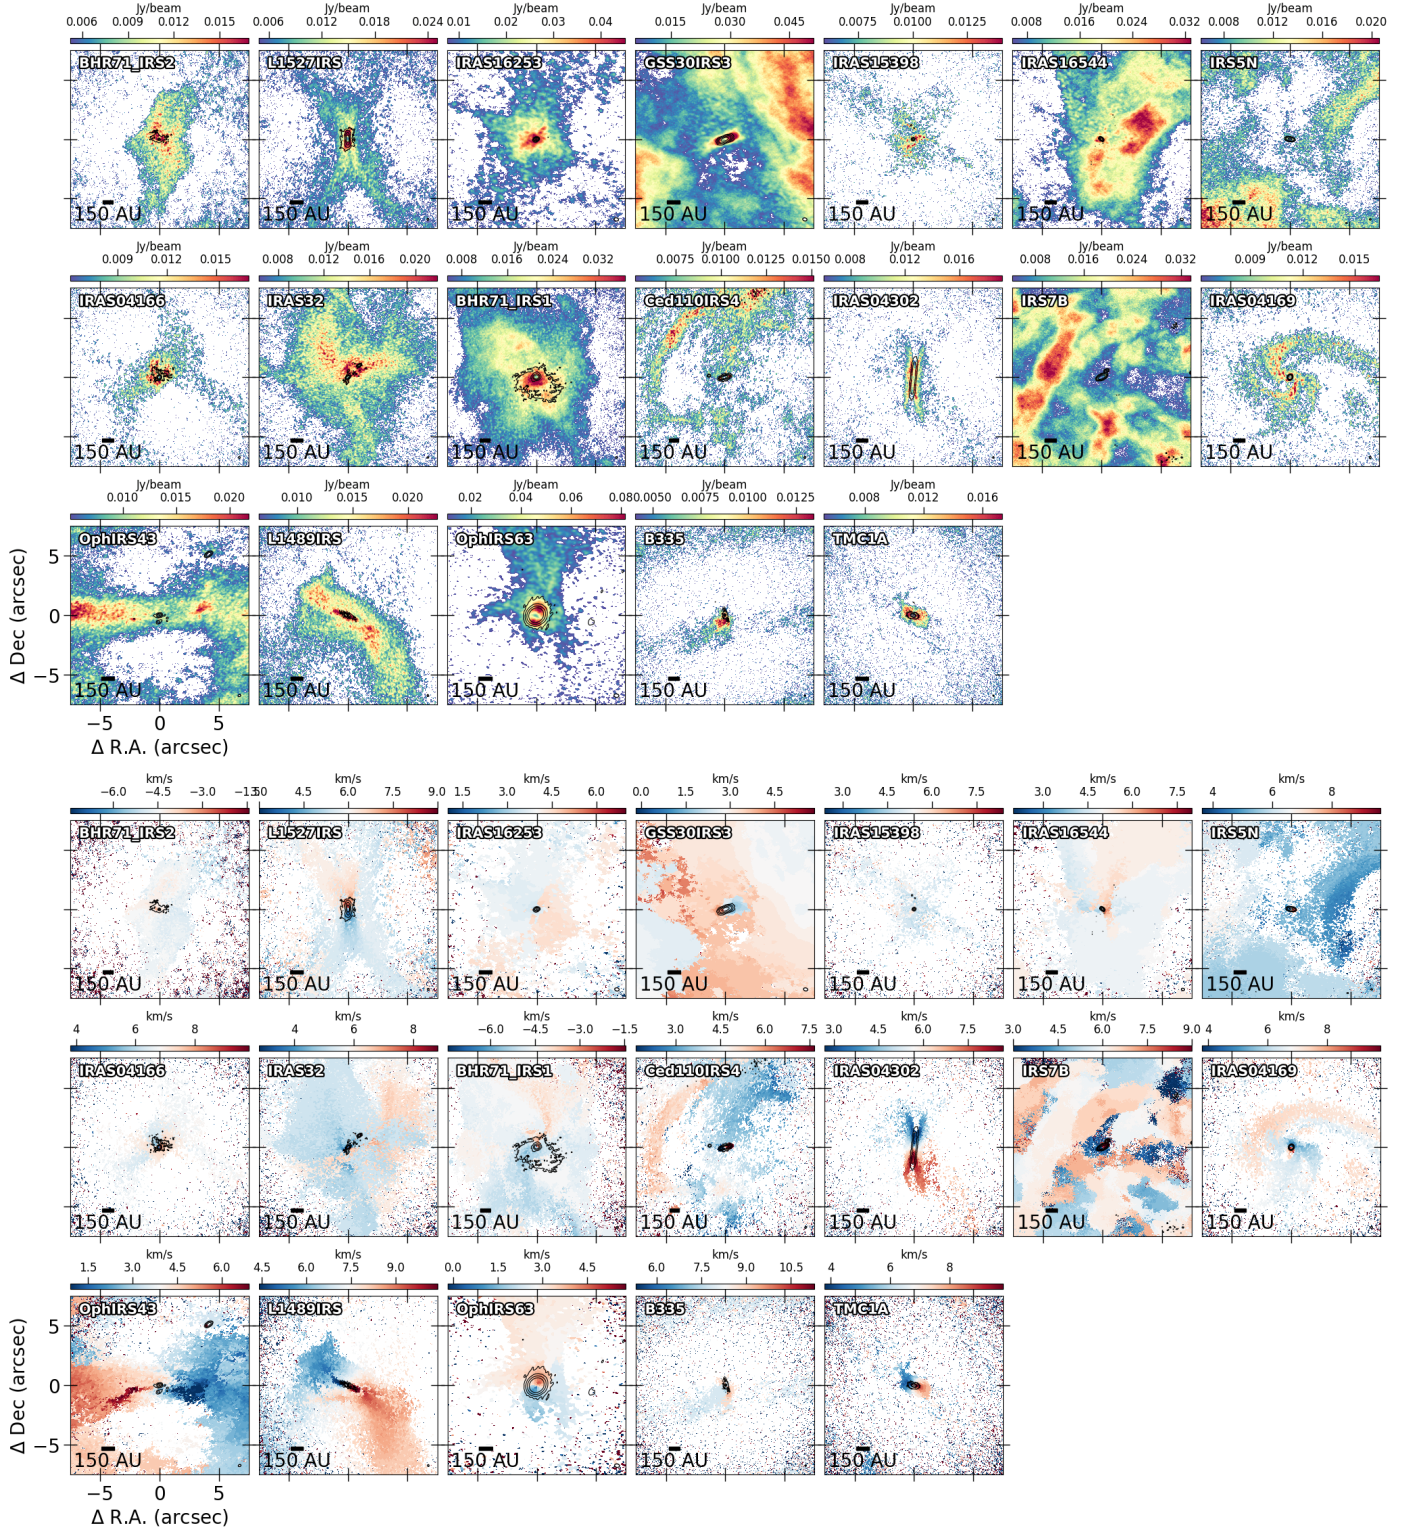 Jy/beam Jy/beam Jy/beam Jy/beam Jy/beam Jy/beam Jy/beam
0.006 0.009 0.012 0.015 0.006 0.012 0.018 0.024 0.01 0.02 0.03 0.04 0.015 0.030 0.045 0.0075 0.0100 0.0125 0.008 0.016 0.024 0.032 0.008 0.012 0.016 0.020
BHR71_IRS2 L1527IRS IRAS16253 GSS30IRS3 IRAS15398 IRAS16544 IRS5N
150 AU 150 AU 150 AU 150 AU 150 AU 150 AU 150 AU
Jy/beam Jy/beam Jy/beam Jy/beam Jy/beam Jy/beam Jy/beam
0.009 0.012 0.015 0.008 0.012 0.016 0.020 0.008 0.016 0.024 0.032 0.0075 0.0100 0.0125 0.0150 0.008 0.012 0.016 0.008 0.016 0.024 0.032 0.009 0.012 0.015
IRAS04166 IRAS32 BHR71_IRS1 Ced110IRS4 IRAS04302 IRS7B IRAS04169
150 AU 150 AU 150 AU 150 AU 150 AU 150 AU 150 AU
Jy/beam Jy/beam Jy/beam Jy/beam Jy/beam
0.010 0.015 0.020 0.010 0.015 0.020 0.02 0.04 0.06 0.08 0.0050 0.0075 0.0100 0.0125 0.008 0.012 0.016
OphIRS43 L1489IRS OphIRS63 B335 TMC1A
5
0
−5
Δ Dec (arcsec)
150 AU 150 AU 150 AU 150 AU 150 AU
−5 0 5
Δ R.A. (arcsec)
km/s km/s km/s km/s km/s km/s km/s
−6.0 −4.5 −3.0 −1.5 3.0 4.5 6.0 7.5 9.0 1.5 3.0 4.5 6.0 0.0 1.5 3.0 4.5 3.0 4.5 6.0 7.5 3.0 4.5 6.0 7.5 4 6 8
BHR71_IRS2 L1527IRS IRAS16253 GSS30IRS3 IRAS15398 IRAS16544 IRS5N
150 AU 150 AU 150 AU 150 AU 150 AU 150 AU 150 AU
km/s km/s km/s km/s km/s km/s km/s
4 6 8 4 6 8 −6.0 −4.5 −3.0 −1.5 3.0 4.5 6.0 7.5 3.0 4.5 6.0 7.5 3.0 4.5 6.0 7.5 9.0 4 6 8
IRAS04166 IRAS32 BHR71_IRS1 Ced110IRS4 IRAS04302 IRS7B IRAS04169
150 AU 150 AU 150 AU 150 AU 150 AU 150 AU 150 AU
km/s km/s km/s km/s km/s
1.5 3.0 4.5 6.0 4.5 6.0 7.5 9.0 0.0 1.5 3.0 4.5 6.0 7.5 9.0 10.5 4 6 8
OphIRS43 L1489IRS OphIRS63 B335 TMC1A
5
0
−5
Δ Dec (arcsec)
150 AU 150 AU 150 AU 150 AU 150 AU
−5 0 5
Δ R.A. (arcsec)